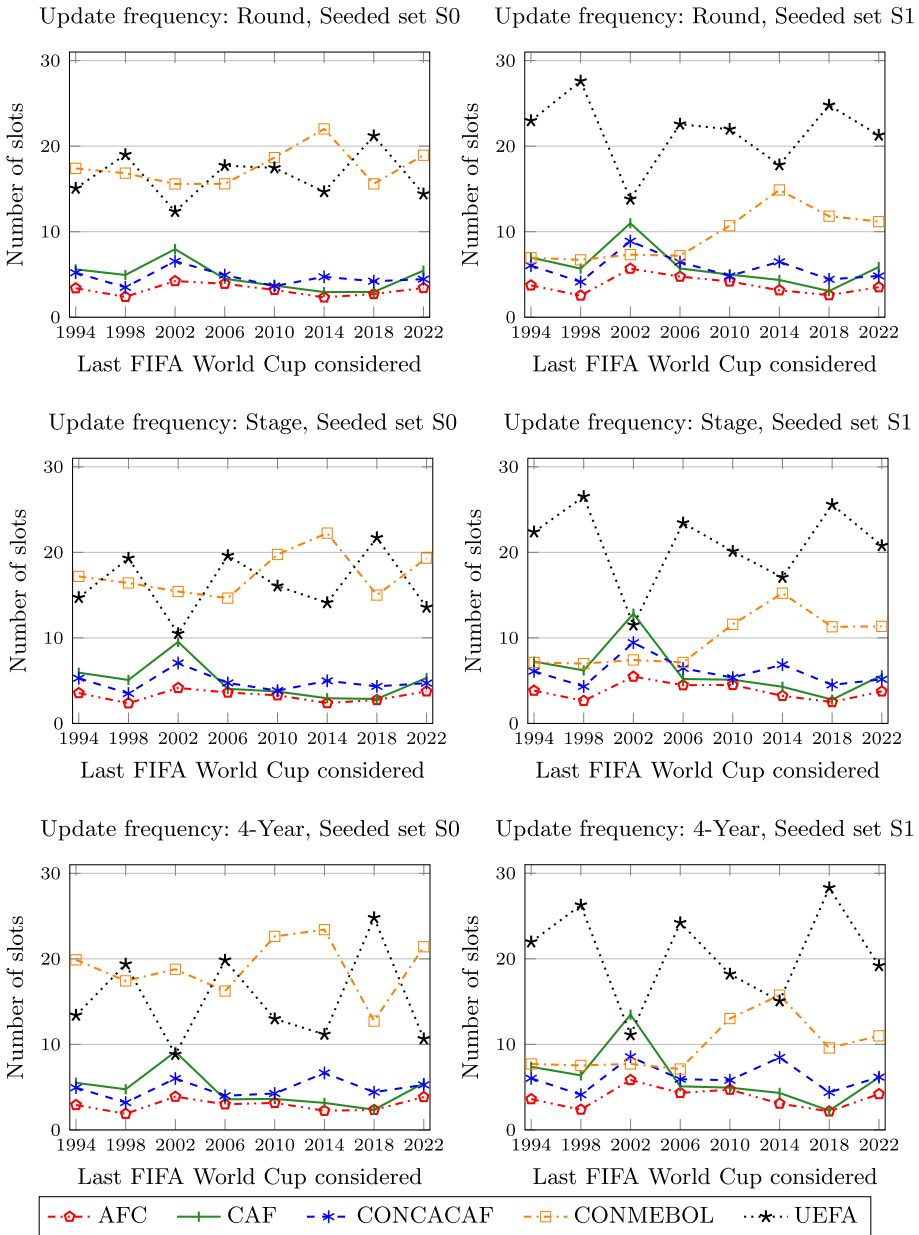 Update frequency: Round, Seeded set S0
Number of slots
30
20
10
0
1994 1998 2002 2006 2010 2014 2018 2022
Last FIFA World Cup considered
Update frequency: Round, Seeded set S1
Number of slots
30
20
10
0
1994 1998 2002 2006 2010 2014 2018 2022
Last FIFA World Cup considered
Update frequency: Stage, Seeded set S0
Number of slots
30
20
10
0
1994 1998 2002 2006 2010 2014 2018 2022
Last FIFA World Cup considered
Update frequency: Stage, Seeded set S1
Number of slots
30
20
10
0
1994 1998 2002 2006 2010 2014 2018 2022
Last FIFA World Cup considered
Update frequency: 4-Year, Seeded set S0
Number of slots
30
20
10
0
1994 1998 2002 2006 2010 2014 2018 2022
Last FIFA World Cup considered
Update frequency: 4-Year, Seeded set S1
Number of slots
30
20
10
0
1994 1998 2002 2006 2010 2014 2018 2022
Last FIFA World Cup considered
AFC CAF CONCACAF CONMEBOL UEFA